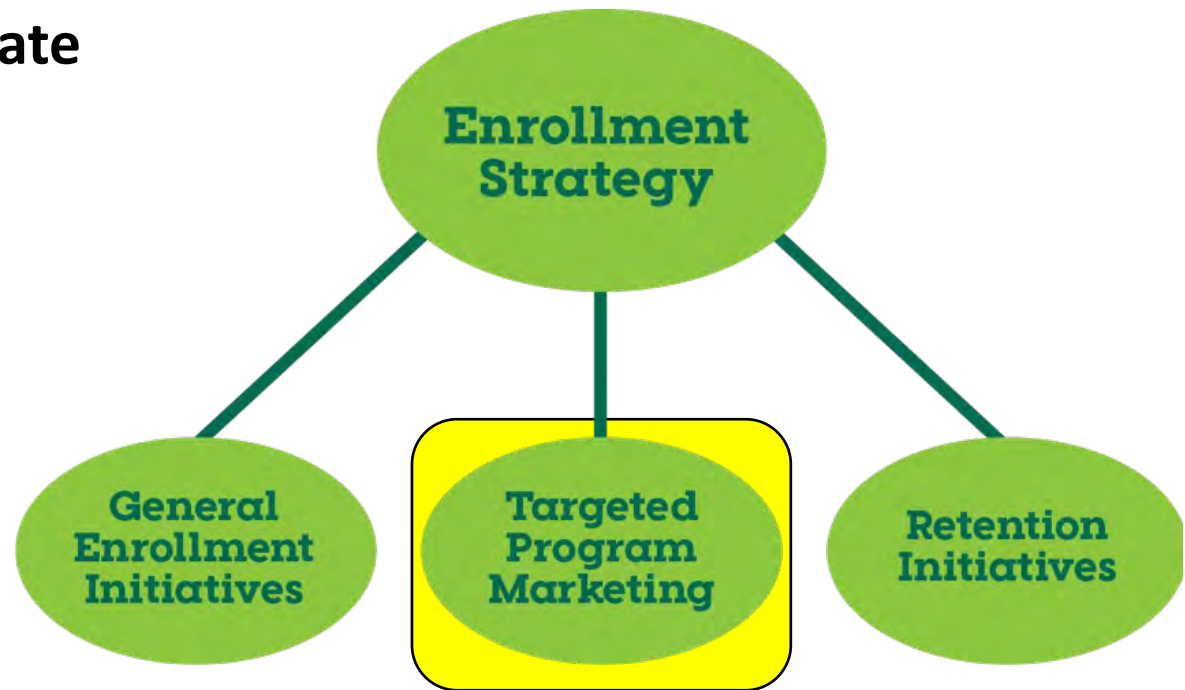 ate
Enrollment
Strategy
General
Enrollment
Initiatives
Targeted
Program
Marketing
Retention
Initiatives